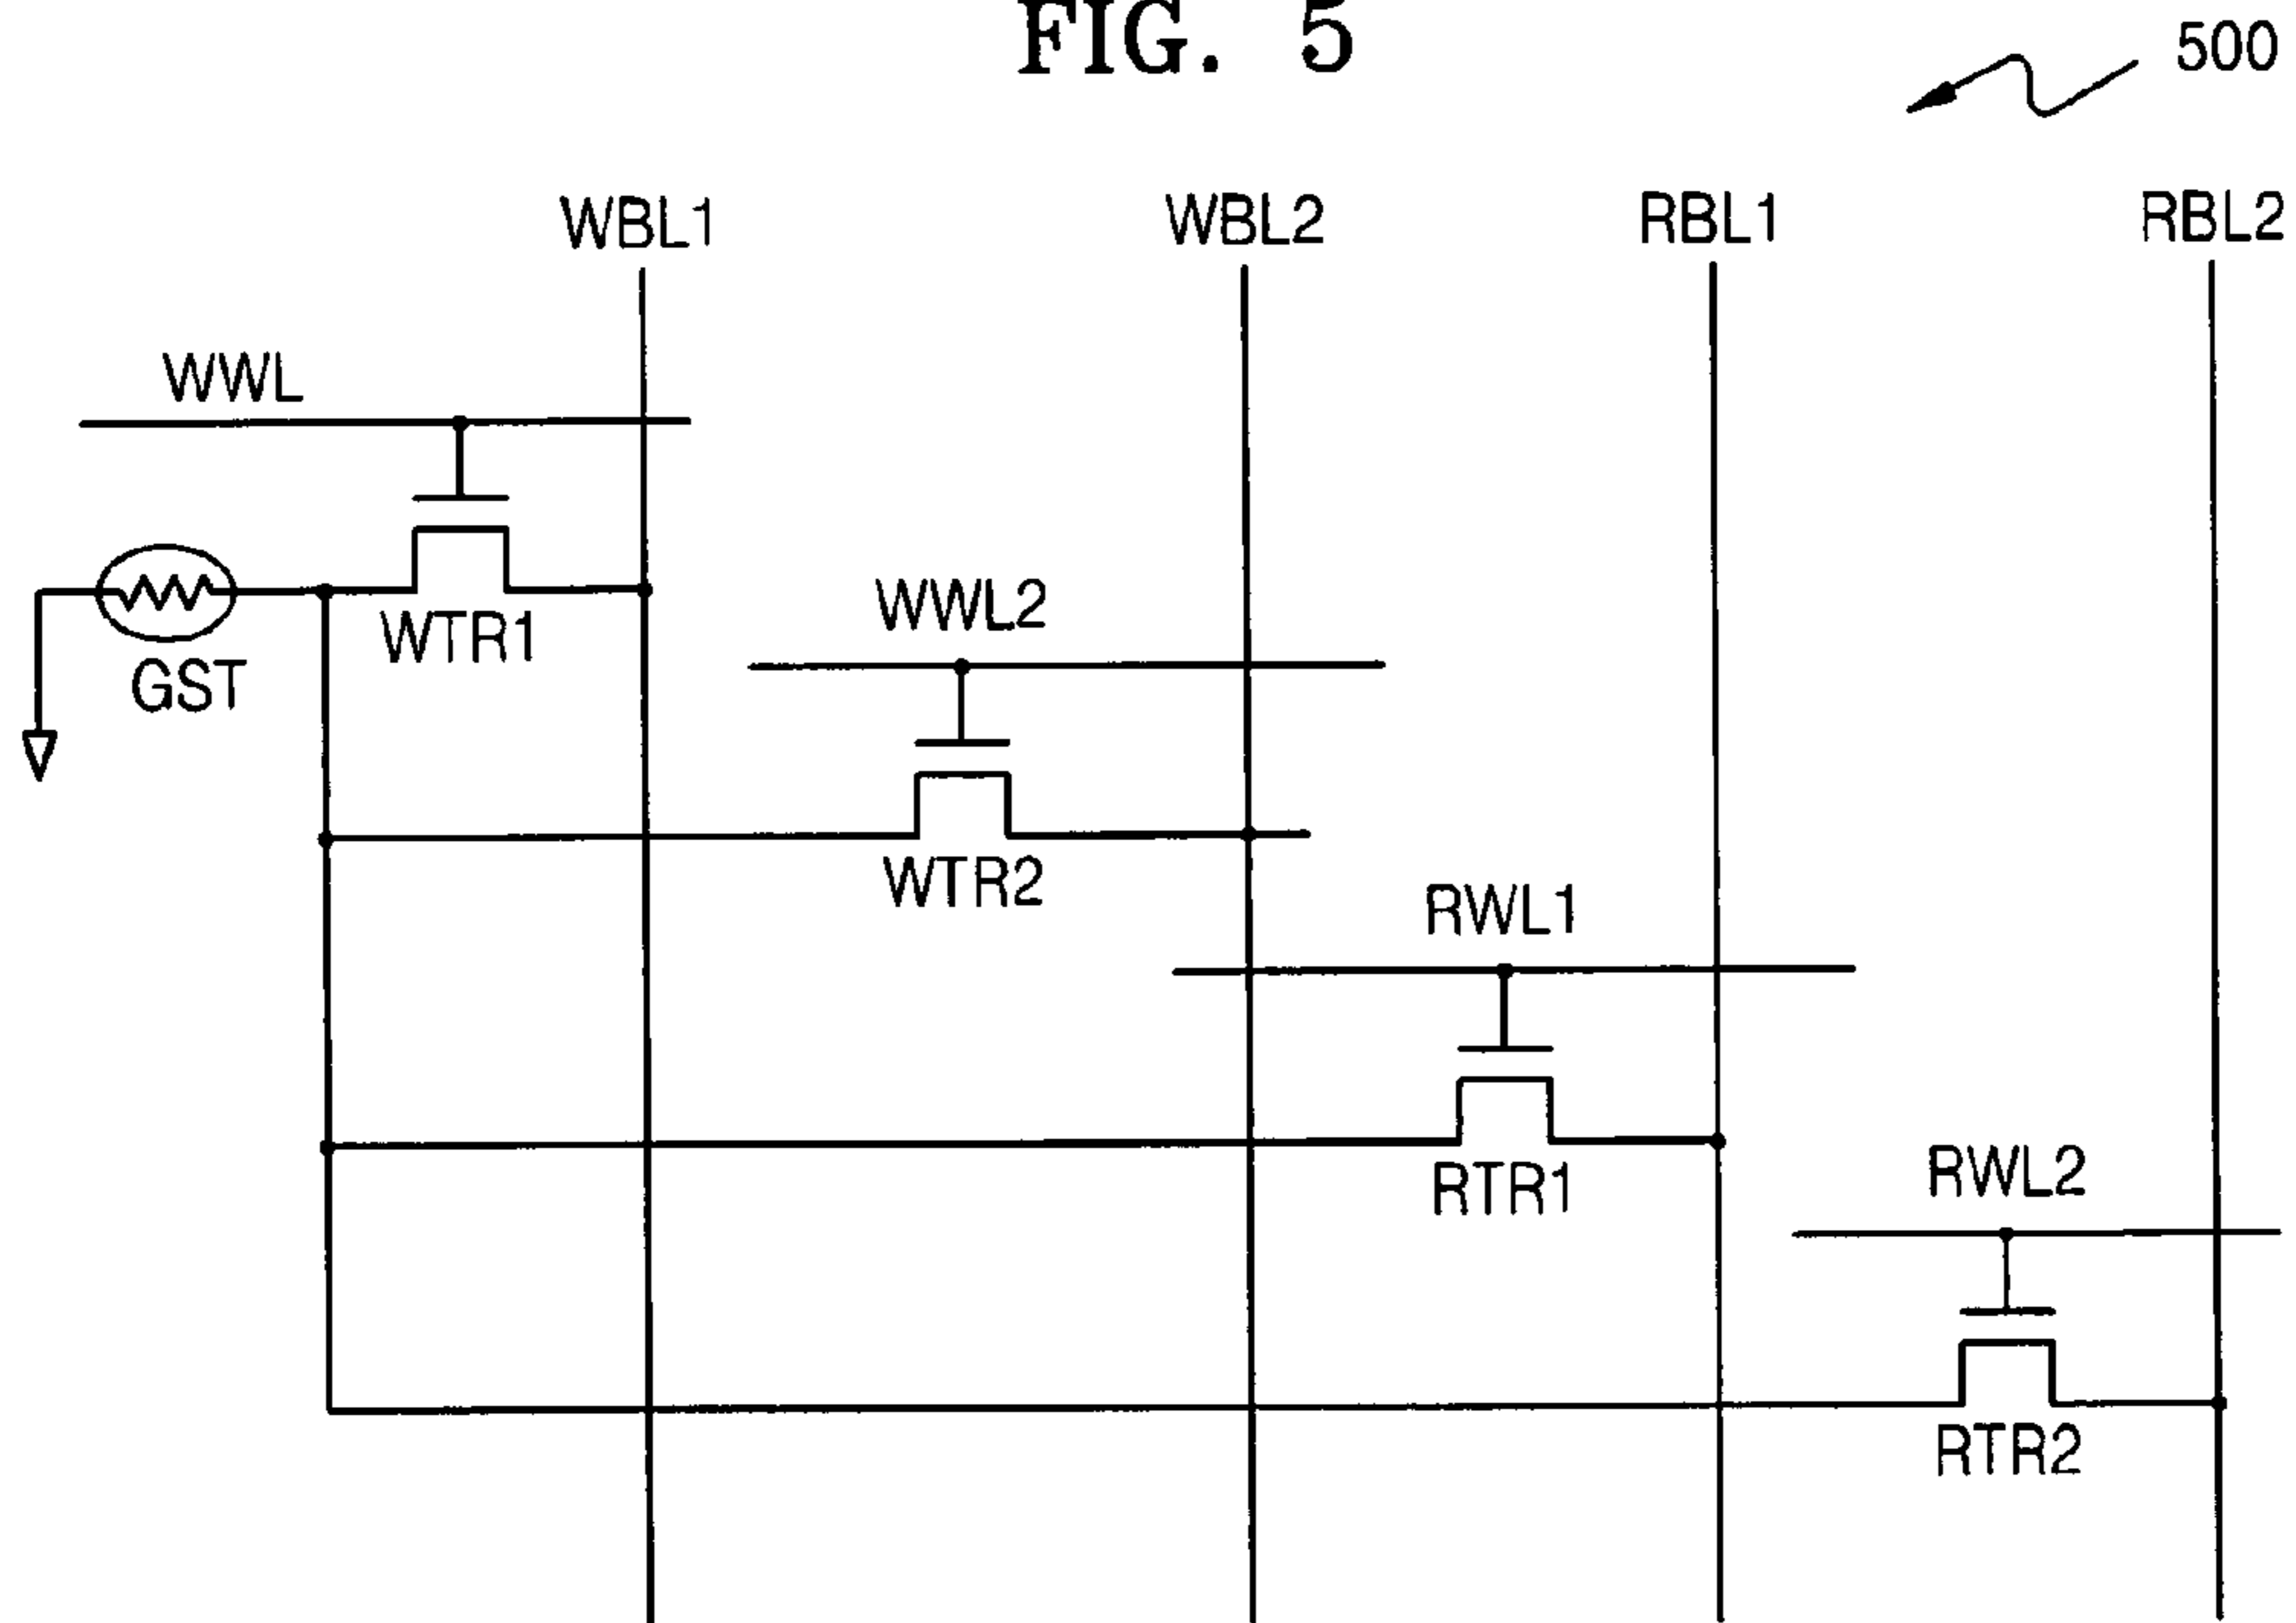 FIG. 5
500
WBL1 WBL2 RBL1 RBL2
WWL
GST
WTR1
WWL2
WTR2
RWL1
RTR1
RWL2
RTR2